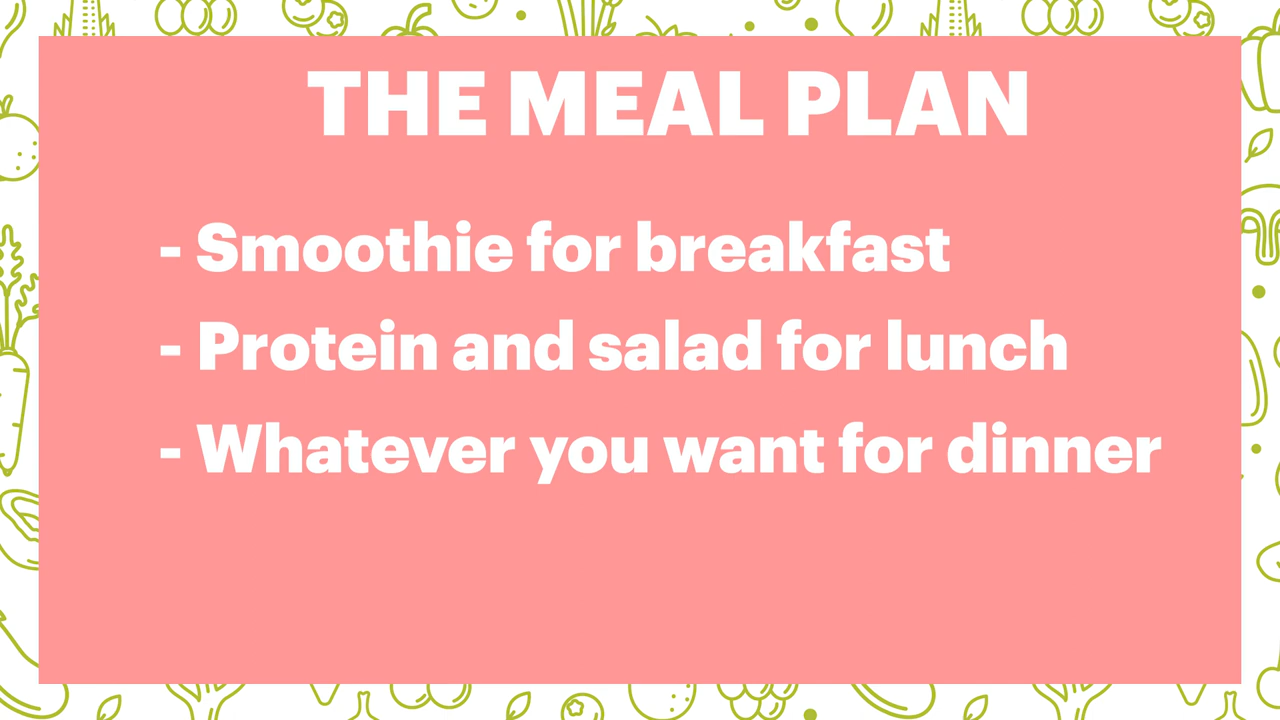 THE MEAL PLAN
- Smoothie for breakfast
- Protein and salad for lunch
- Whatever you want for dinner